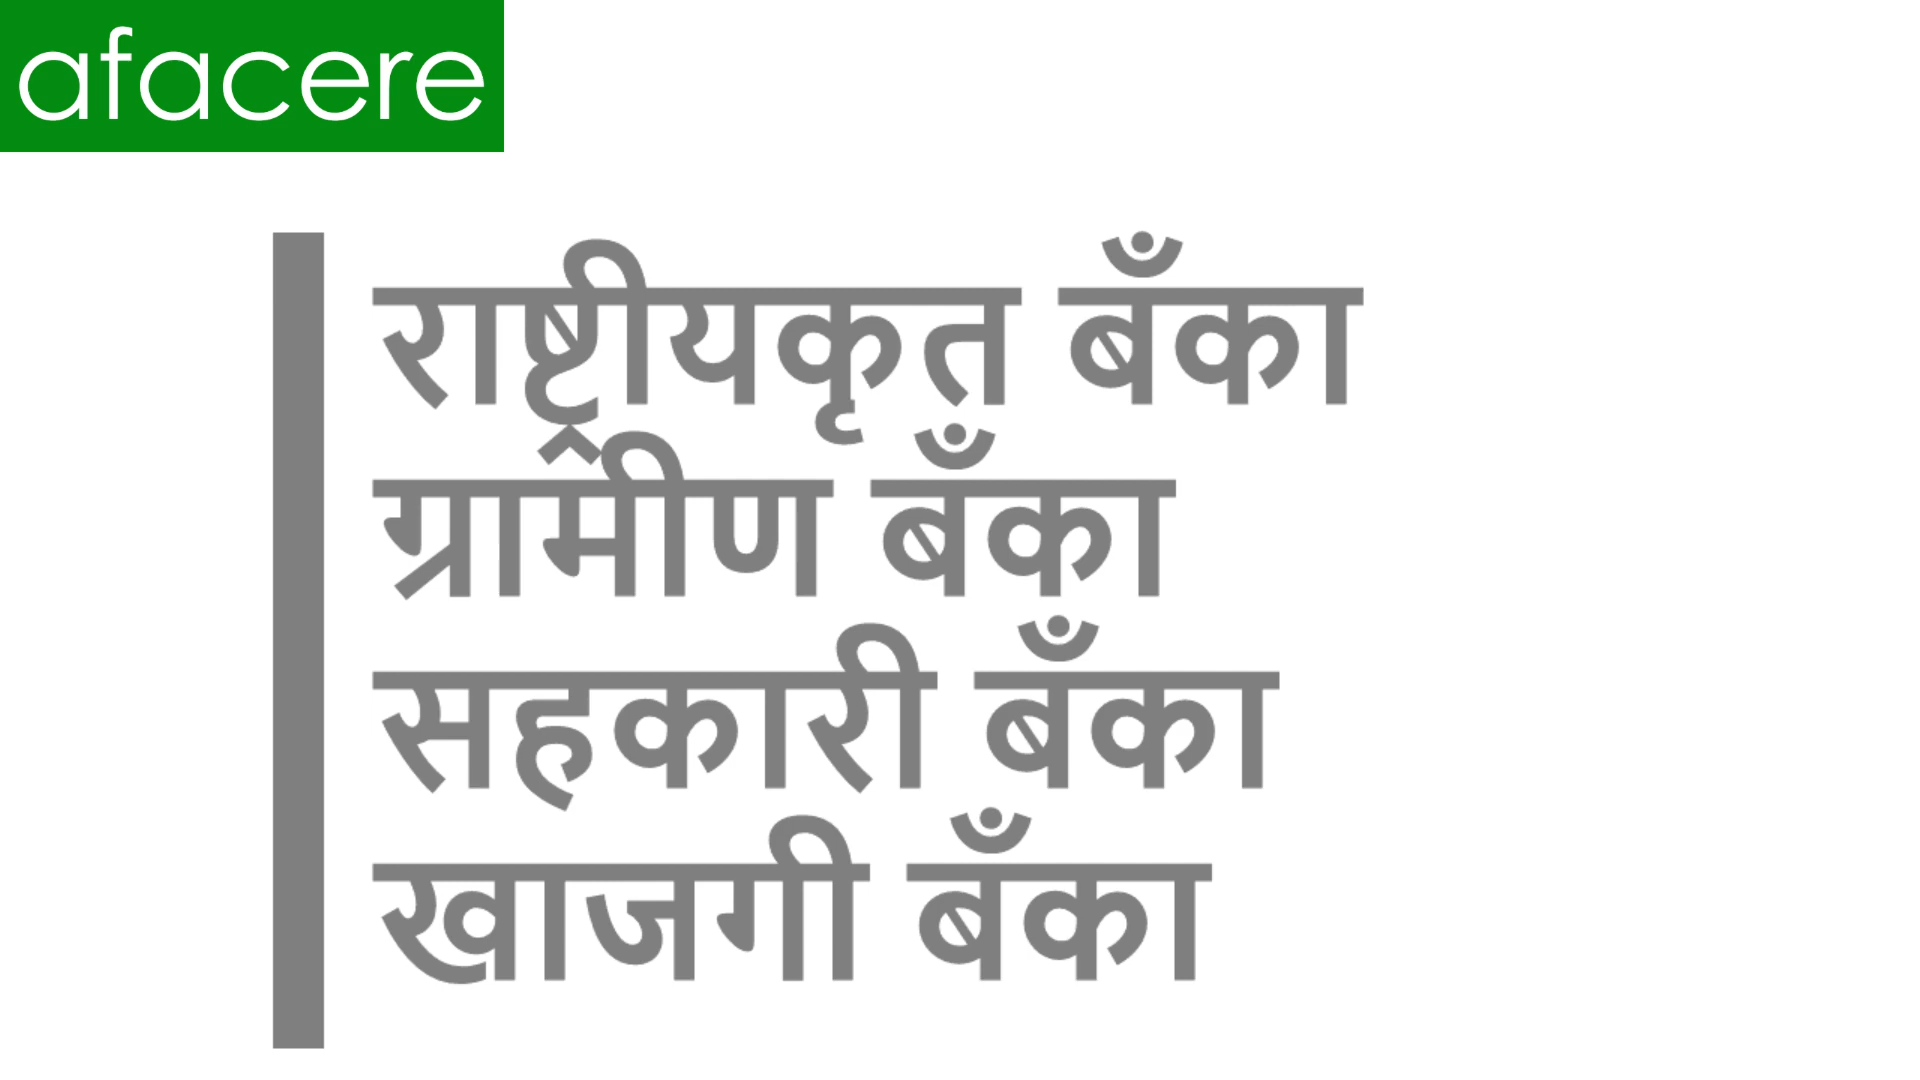 afacere
राष्ट्रीयकृत बँका
ग्रामीण बँका
सहकारी बँका
खाजगी बँका